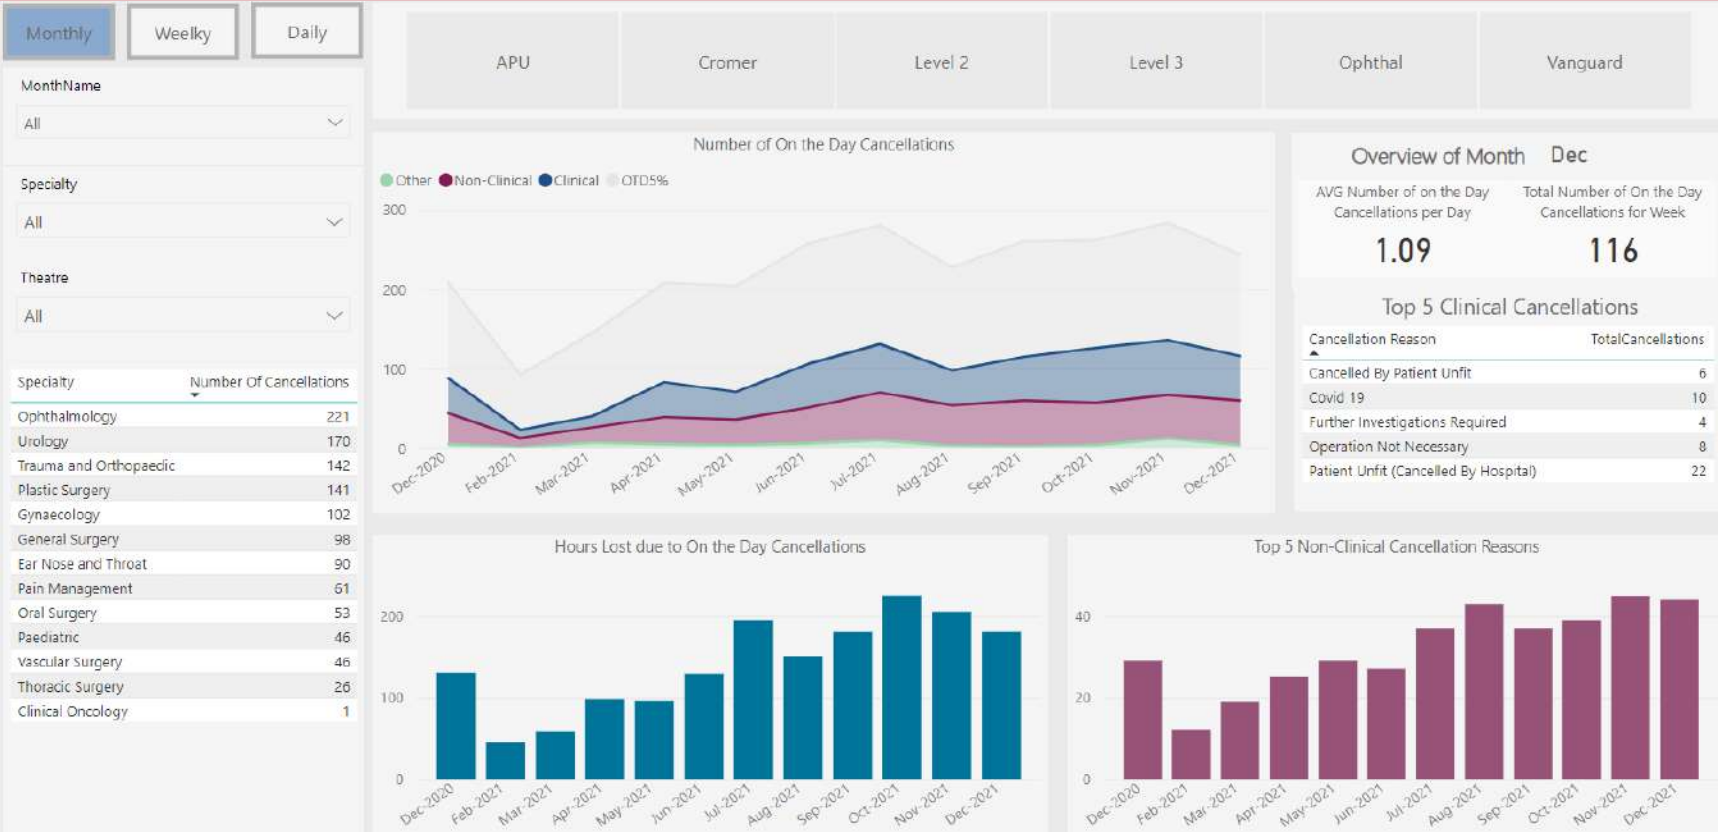 Monthly
Weelky
Daily
MonthName
All
Specialty
All
Theatre
All
Specialty Number Of Cancellations
Ophthalmology 221
Urology 170
Trauma and Orthopaedic 142
Plastic Surgery 141
Gynaecology 102
General Surgery 98
Ear Nose and Throat 90
Pain Management 61
Oral Surgery 53
Paediatric 46
Vascular Surgery 46
Thoracic Surgery 26
Clinical Oncology 1
APU Cromer Level 2 Level 3 Ophthal Vanguard
Number of On the Day Cancellations
Other Non-Clinical Clinical OTD5%
300
200
100
0
Dec-2020 Feb-2021 Mar-2021 Apr-2021 May-2021 Jun-2021 Jul-2021 Aug-2021 Sep-2021 Oct-2021 Nov-2021 Dec-2021
Overview of Month Dec
AVG Number of on the Day
Cancellations per Day
1.09
Total Number of On the Day
Cancellations for Week
116
Top 5 Clinical Cancellations
Cancellation Reason TotalCancellations
Cancelled By Patient Unfit 6
Covid 19 10
Further Investigations Required 4
Operation Not Necessary 8
Patient Unfit (Cancelled By Hospital) 22
Hours Lost due to On the Day Cancellations
200
100
0
Dec-2020 Feb-2021 Mar-2021 Apr-2021 May-2021 Jun-2021 Jul-2021 Aug-2021 Sep-2021 Oct-2021 Nov-2021 Dec-2021
Top 5 Non-Clinical Cancellation Reasons
40
20
0
Dec-2020 Feb-2021 Mar-2021 Apr-2021 May-2021 Jun-2021 Jul-2021 Aug-2021 Sep-2021 Oct-2021 Nov-2021 Dec-2021